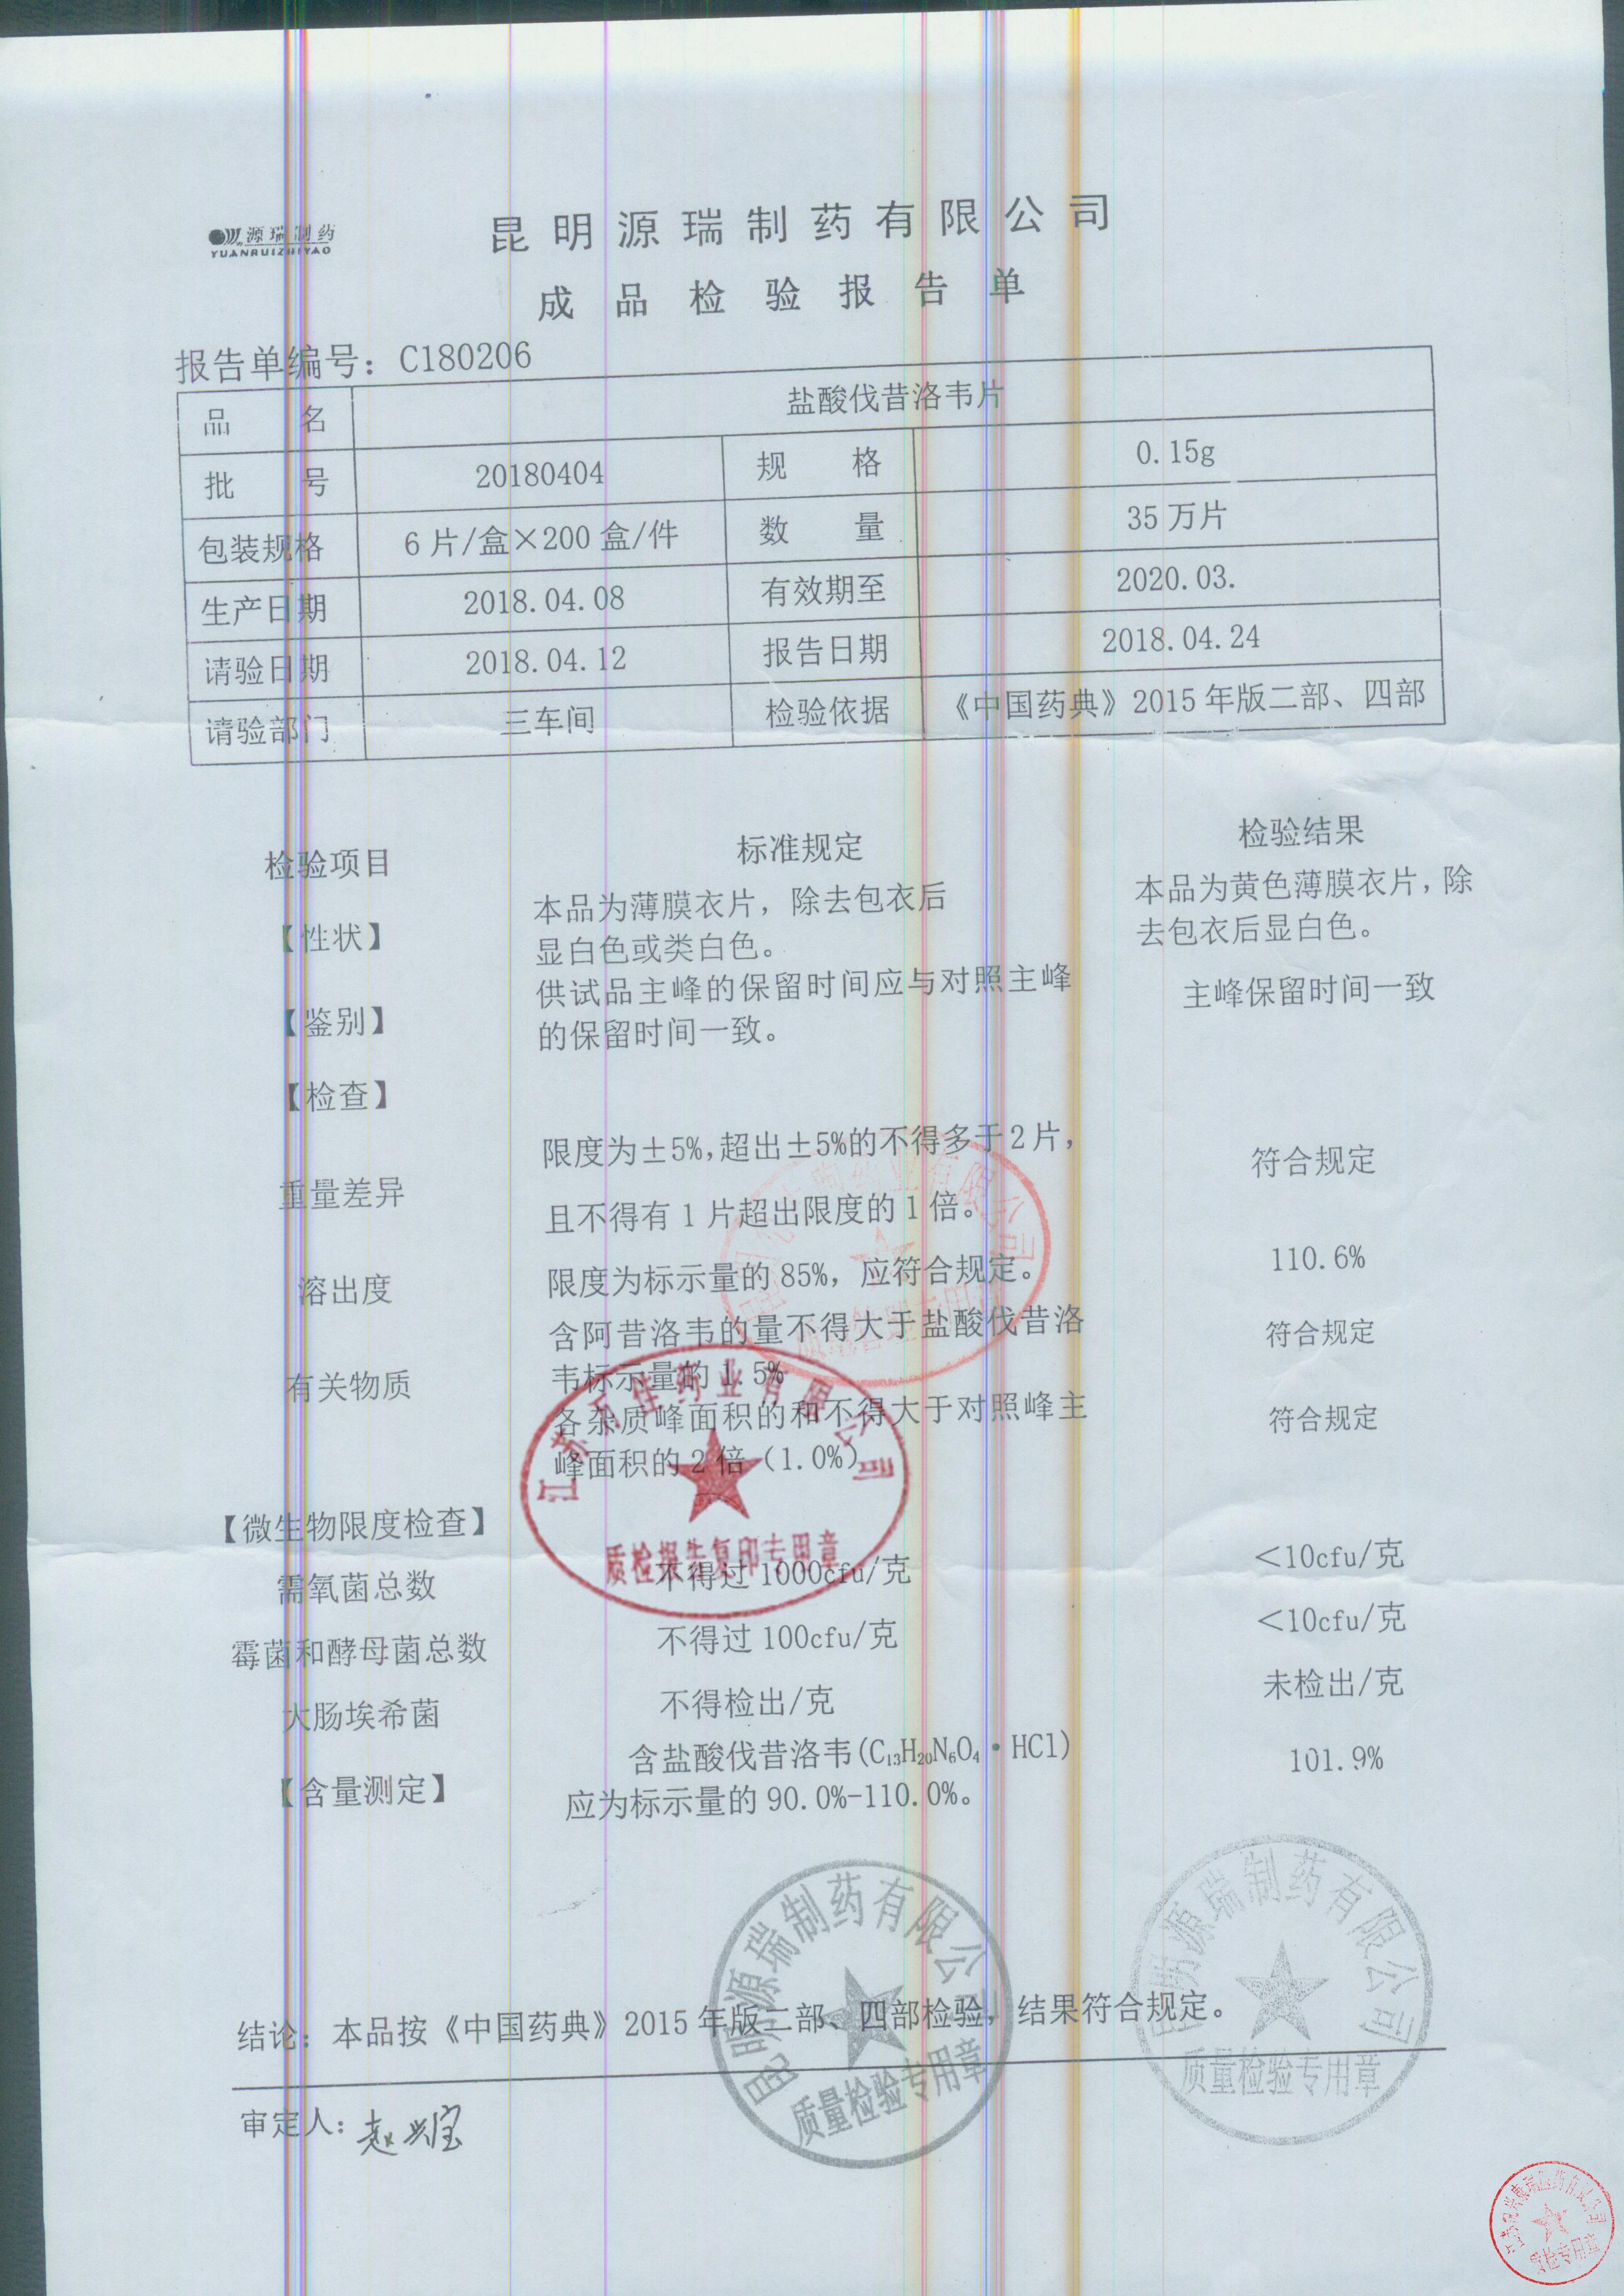 源瑞制药
YUANRUIZHIYAO
昆明源瑞制药有限公司
成品检验报告单
报告单编号：C180206
品名 盐酸伐昔洛韦片
批号 20180404 规格 0.15g
包装规格 6片/盒×200盒/件 数量 35万片
生产日期 2018.04.08 有效期至 2020.03.
请验日期 2018.04.12 报告日期 2018.04.24
请验部门 三车间 检验依据 《中国药典》2015年版二部、四部
检验项目 标准规定 检验结果
【性状】 本品为薄膜衣片，除去包衣后 本品为黄色薄膜衣片，除
显白色或类白色。 去包衣后显白色。
【鉴别】 供试品主峰的保留时间应与对照主峰 主峰保留时间一致
的保留时间一致。
【检查】
重量差异 限度为±5%，超出±5%的不得多于2片， 符合规定
且不得有1片超出限度的1倍。
溶出度 限度为标示量的85%，应符合规定。 110.6%
有关物质 含阿昔洛韦的量不得大于盐酸伐昔洛 符合规定
韦标示量的1.5%
各杂质峰面积的和不得大于对照峰主 符合规定
峰面积的2倍（1.0%）
【微生物限度检查】
需氧菌总数 不得过1000cfu/克 ＜10cfu/克
霉菌和酵母菌总数 不得过100cfu/克 ＜10cfu/克
大肠埃希菌 不得检出/克 未检出/克
【含量测定】 含盐酸伐昔洛韦(C₁₃H₂₀N₆O₄·HCl) 101.9%
应为标示量的90.0%-110.0%。
质检报告复印专用章
昆明源瑞制药有限公司
质量检验专用章
昆明源瑞制药有限公司
质量检验专用章
结论：本品按《中国药典》2015年版二部、四部检验，结果符合规定。
审定人：
质检专用章